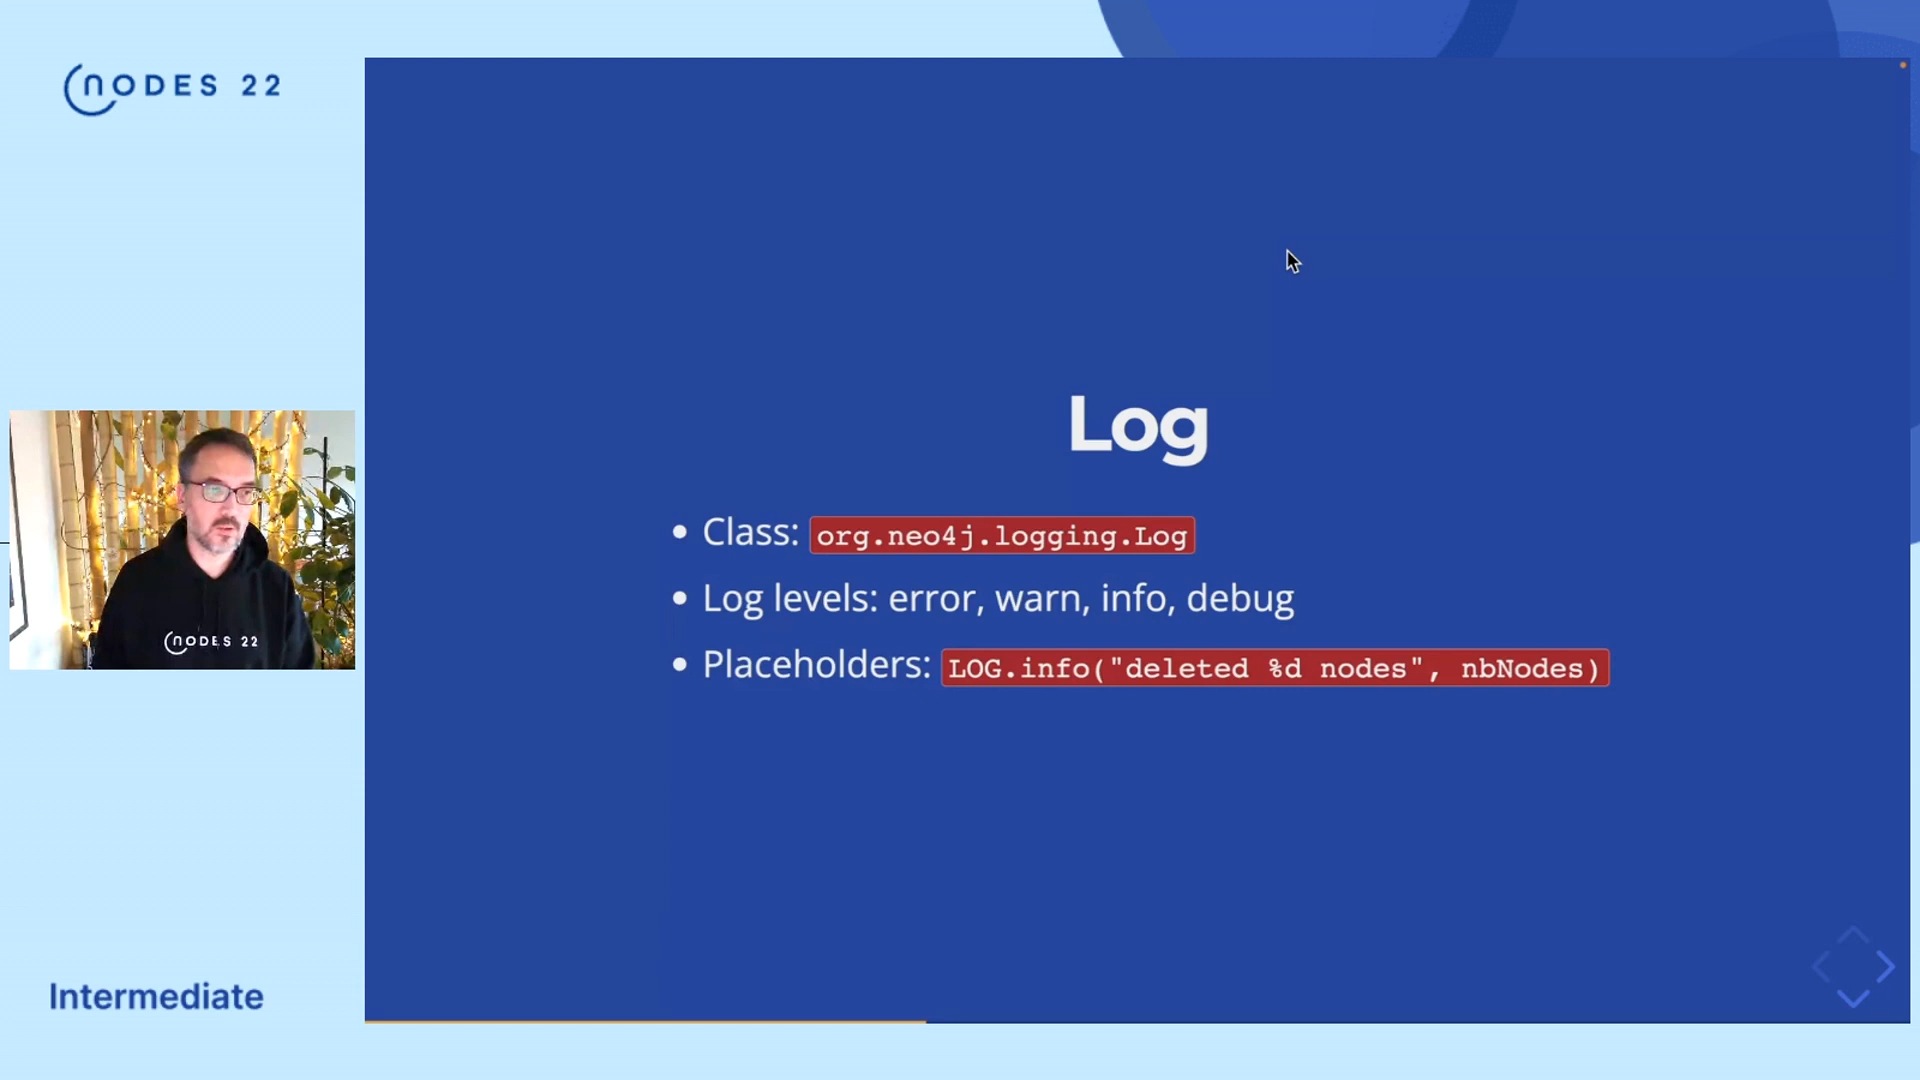 NODES 22
Log
• Class: org.neo4j.logging.Log
• Log levels: error, warn, info, debug
• Placeholders: LOG.info("deleted %d nodes", nbNodes)
NODES 22
Intermediate